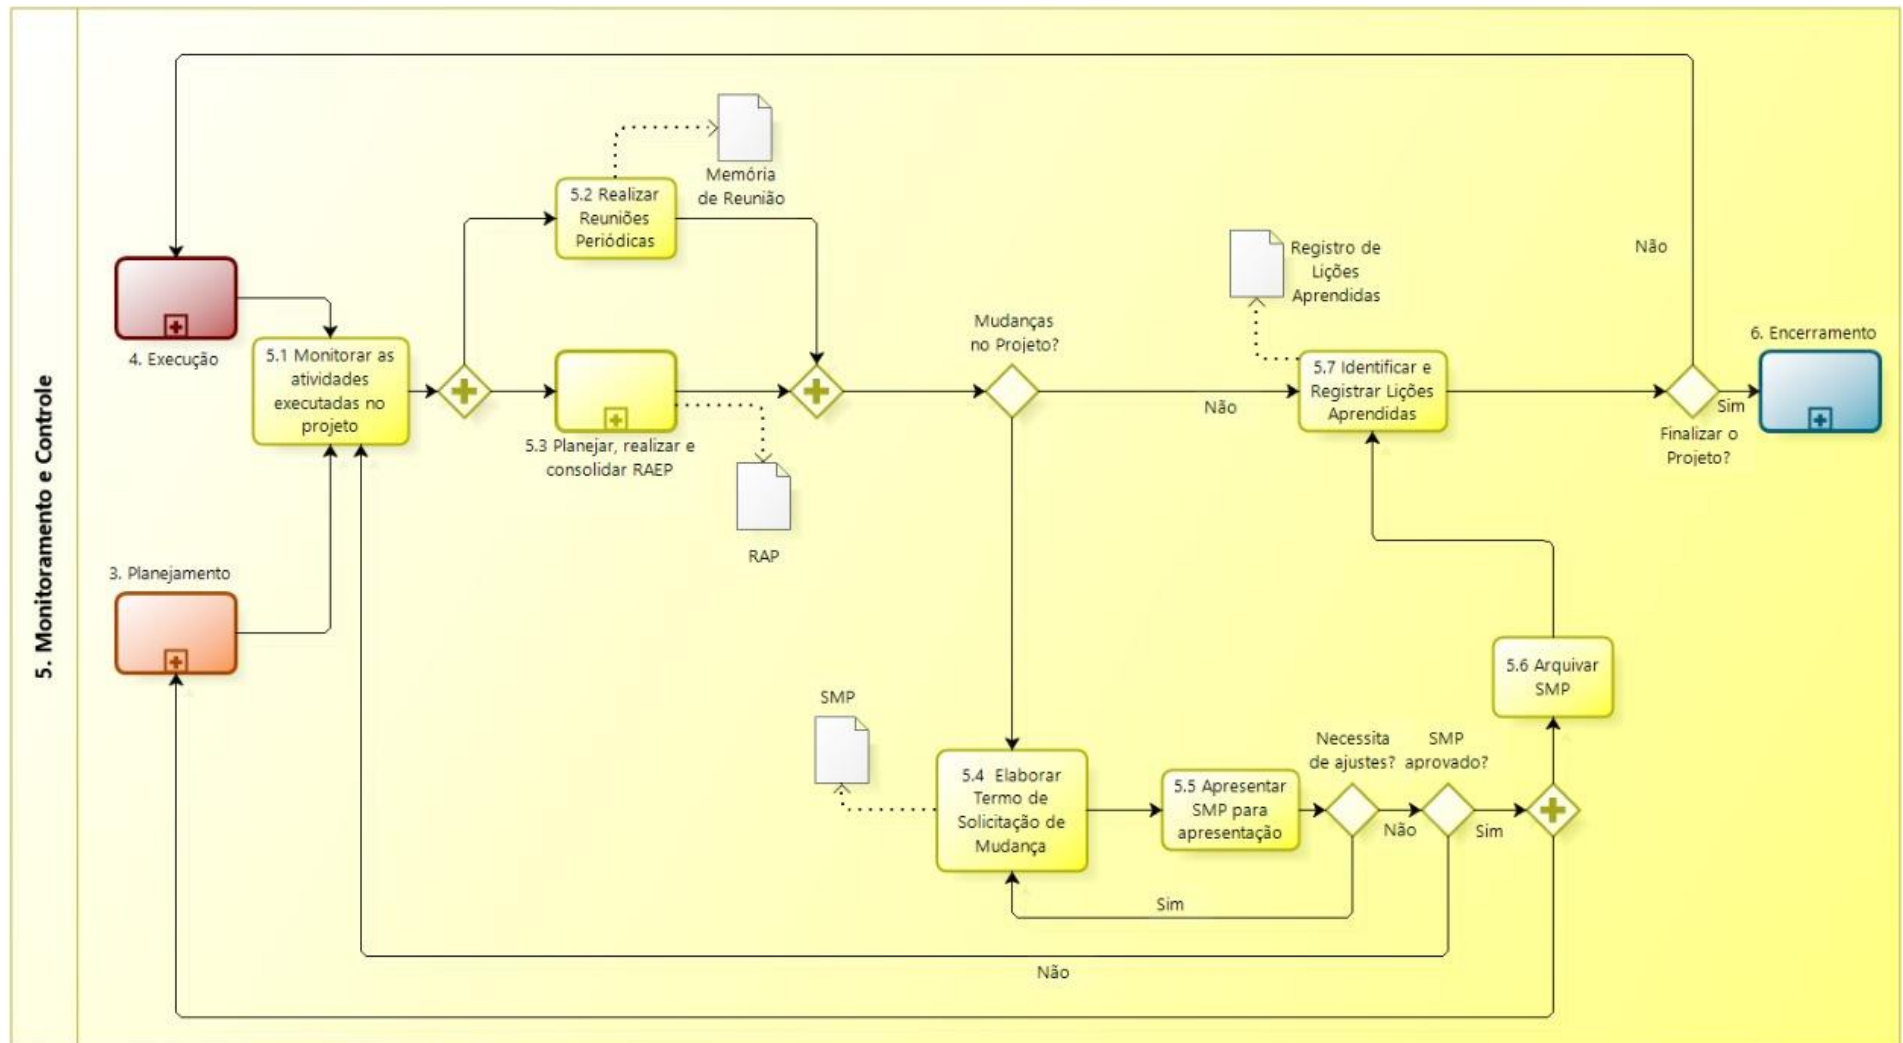 5. Monitoramento e Controle
4. Execução
3. Planejamento
5.1 Monitorar as
atividades
executadas no
projeto
5.2 Realizar
Reuniões
Periódicas
Memória
de Reunião
5.3 Planejar, realizar e
consolidar RAEP
RAP
Mudanças
no Projeto?
Não
Registro de
Lições
Aprendidas
5.7 Identificar e
Registrar Lições
Aprendidas
Não
Sim
Finalizar o
Projeto?
6. Encerramento
SMP
5.4 Elaborar
Termo de
Solicitação de
Mudança
5.5 Apresentar
SMP para
apresentação
Necessita
de ajustes?
Não
Sim
SMP
aprovado?
Sim
Não
5.6 Arquivar
SMP